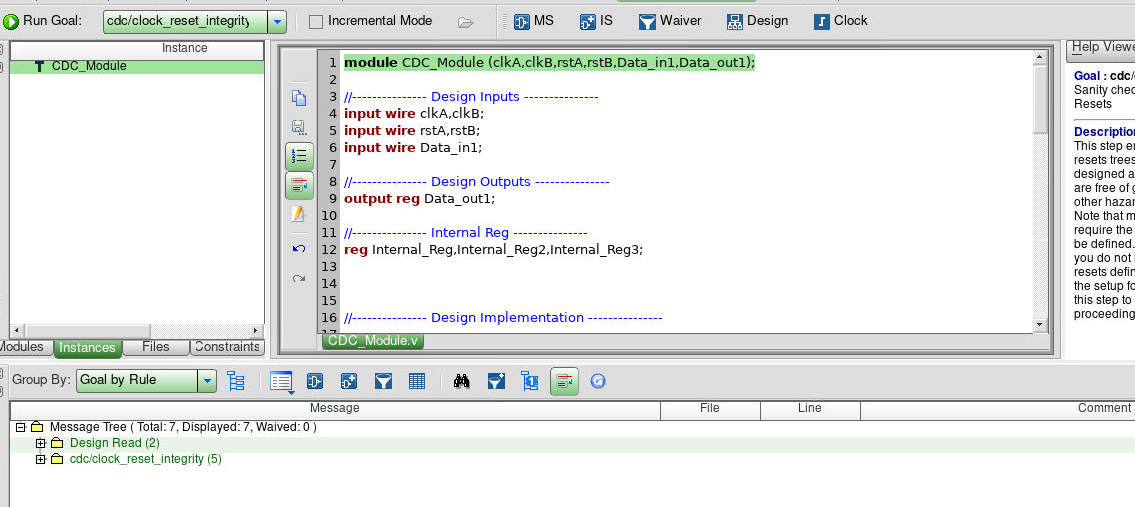 Run Goal: cdc/clock_reset_integrity Incremental Mode MS IS Waiver Design Clock
Instance
CDC_Module
Modules Instances Files Constraints
1 module CDC_Module (clkA,clkB,rstA,rstB,Data_in1,Data_out1);
2
3 //--------------- Design Inputs ---------------
4 input wire clkA,clkB;
5 input wire rstA,rstB;
6 input wire Data_in1;
7
8 //--------------- Design Outputs ---------------
9 output reg Data_out1;
10
11 //--------------- Internal Reg ---------------
12 reg Internal_Reg,Internal_Reg2,Internal_Reg3;
13
14
15
16 //--------------- Design Implementation ---------------
17
CDC_Module.v
Help Viewe
Goal : cdc/
Sanity chec
Resets
Descriptio
This step en
resets trees
designed a
are free of g
other hazar
Note that m
require the
be defined.
you do not
resets defin
the setup fo
this step to
proceeding
Group By: Goal by Rule
Message File Line Comment
Message Tree ( Total: 7, Displayed: 7, Waived: 0 )
Design Read (2)
cdc/clock_reset_integrity (5)